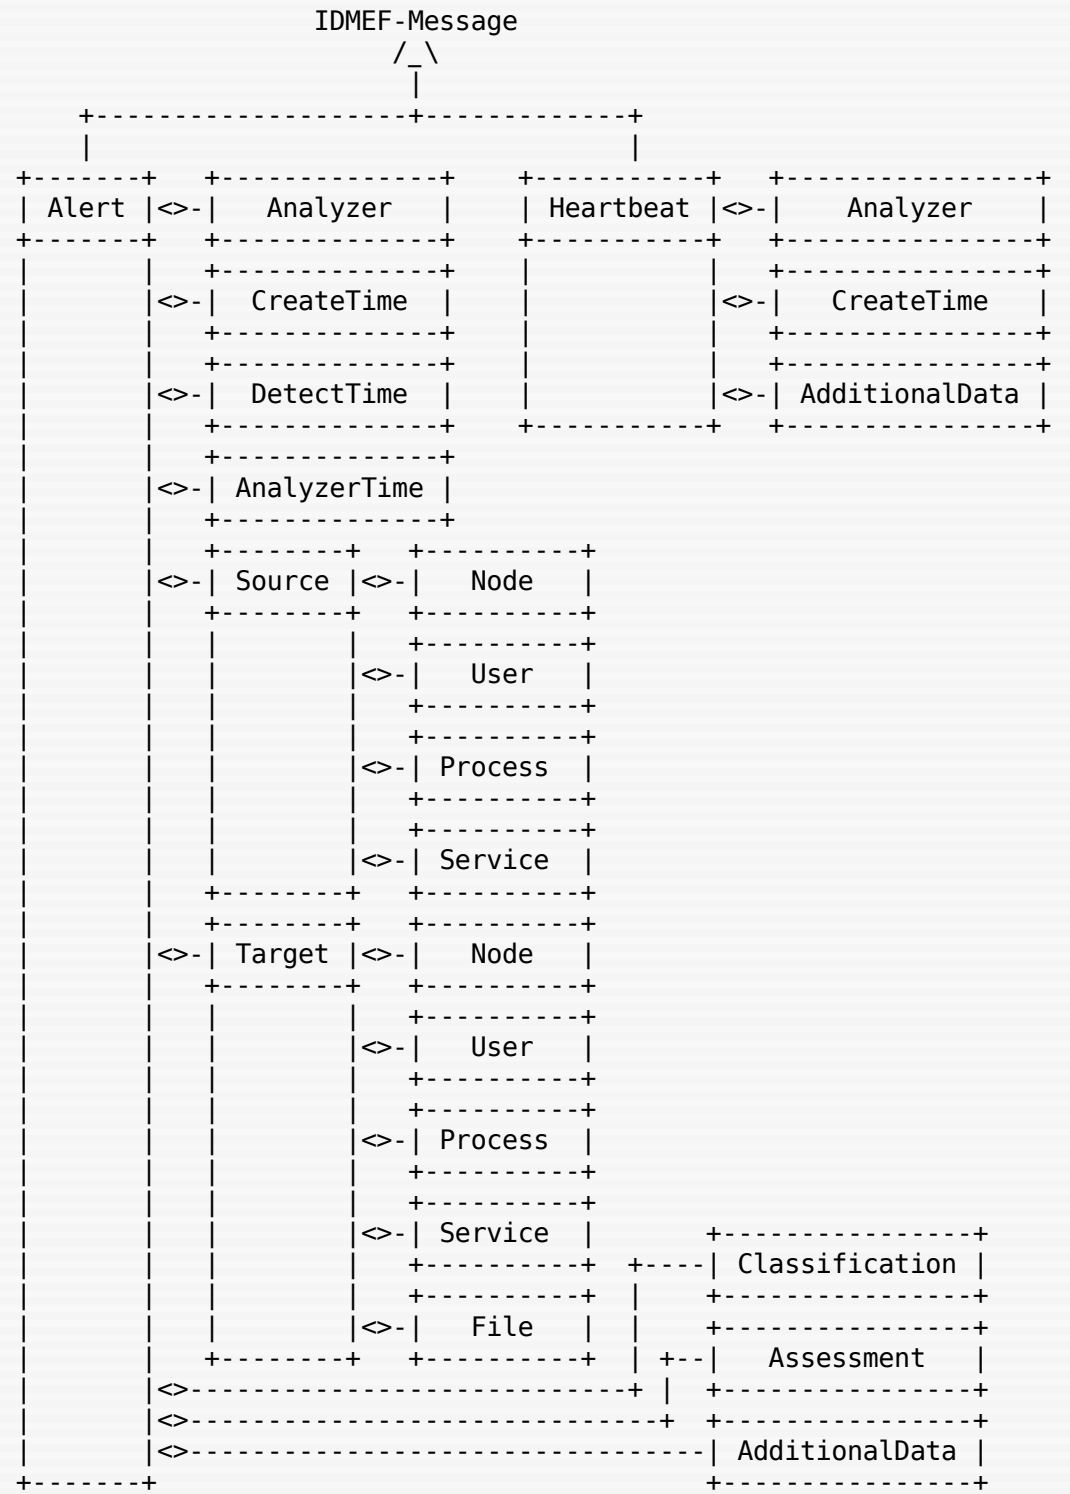 IDMEF-Message
/_\
|
+--------------------+-------------+
|                                  |
+-------+   +--------------+    +-----------+   +----------------+
| Alert |<>-|   Analyzer   |    | Heartbeat |<>-|    Analyzer    |
+-------+   +--------------+    +-----------+   +----------------+
|       |   +--------------+    |           |   +----------------+
|       |<>-|  CreateTime  |    |           |<>-|   CreateTime   |
|       |   +--------------+    |           |   +----------------+
|       |   +--------------+    |           |   +----------------+
|       |<>-|  DetectTime  |    |           |<>-| AdditionalData |
|       |   +--------------+    +-----------+   +----------------+
|       |   +--------------+
|       |<>-| AnalyzerTime |
|       |   +--------------+
|       |   +--------+   +----------+
|       |<>-| Source |<>-|   Node   |
|       |   +--------+   +----------+
|       |   |        |   +----------+
|       |   |        |<>-|   User   |
|       |   |        |   +----------+
|       |   |        |   +----------+
|       |   |        |<>-| Process  |
|       |   |        |   +----------+
|       |   |        |   +----------+
|       |   |        |<>-| Service  |
|       |   +--------+   +----------+
|       |   +--------+   +----------+
|       |<>-| Target |<>-|   Node   |
|       |   +--------+   +----------+
|       |   |        |   +----------+
|       |   |        |<>-|   User   |
|       |   |        |   +----------+
|       |   |        |   +----------+
|       |   |        |<>-| Process  |
|       |   |        |   +----------+
|       |   |        |   +----------+
|       |   |        |<>-| Service  |       +----------------+
|       |   |        |   +----------+  +----| Classification |
|       |   |        |   +----------+  |    +----------------+
|       |   |        |<>-|   File   |  |    +----------------+
|       |   +--------+   +----------+  | +--|   Assessment   |
|       |<>----------------------------+ |  +----------------+
|       |<>------------------------------+  +----------------+
|       |<>---------------------------------| AdditionalData |
+-------+                                   +----------------+